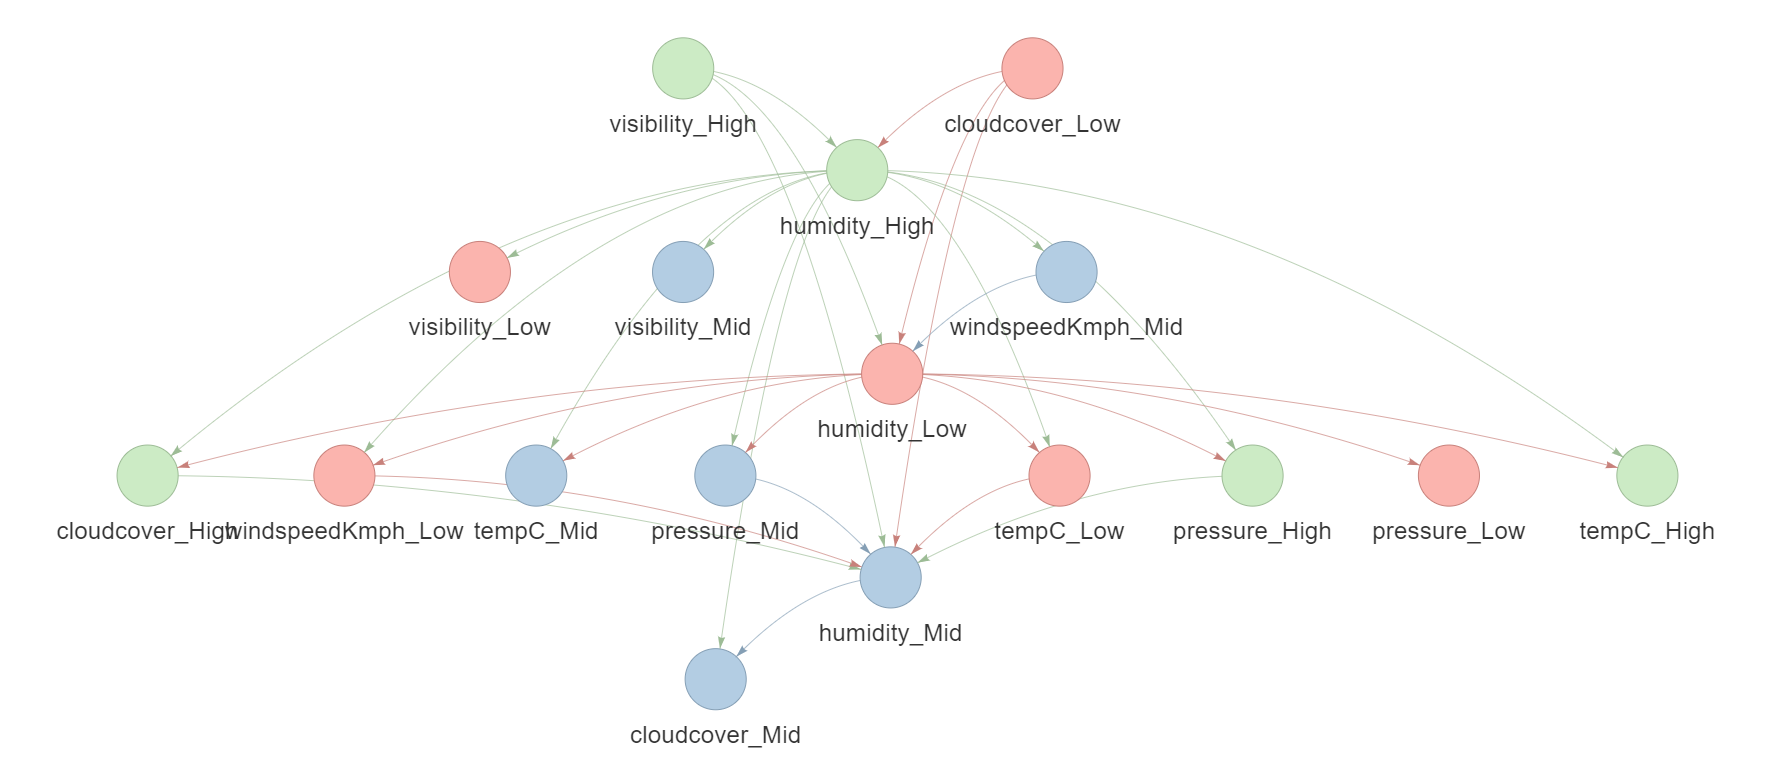 visibility_High
cloudcover_Low
humidity_High
visibility_Low
visibility_Mid
windspeedKmph_Mid
humidity_Low
cloudcover_High
windspeedKmph_Low
tempC_Mid
pressure_Mid
tempC_Low
pressure_High
pressure_Low
tempC_High
humidity_Mid
cloudcover_Mid